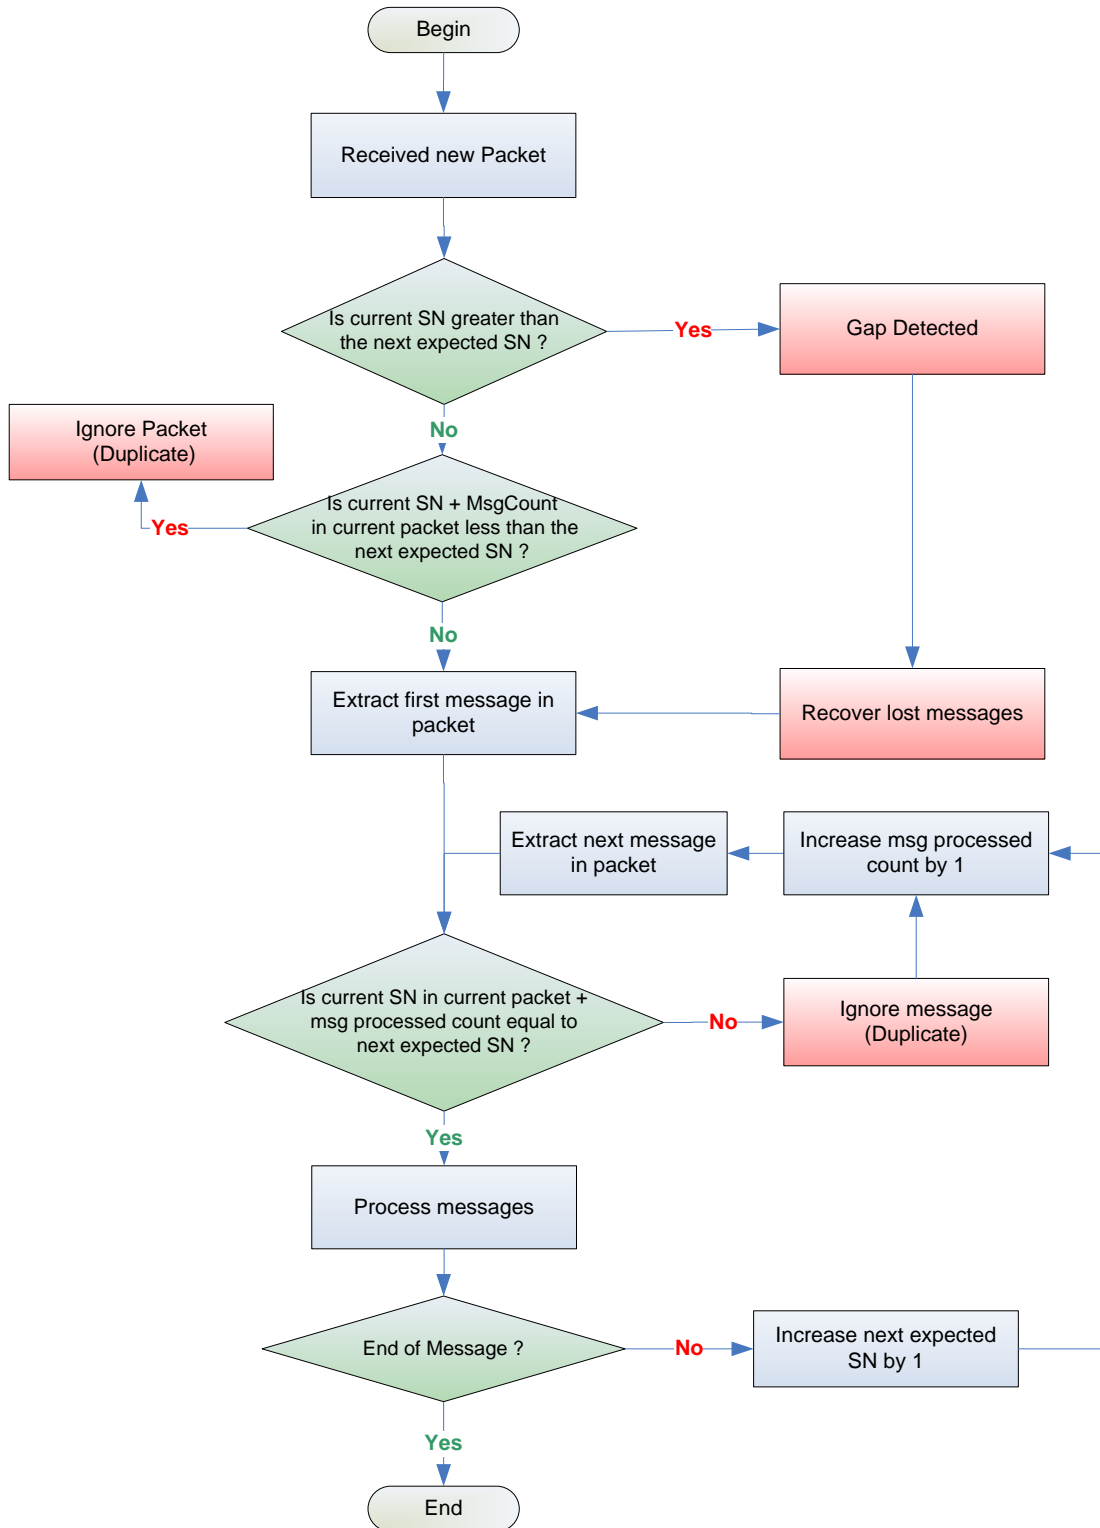 Begin
Received new Packet
Is current SN greater than
the next expected SN ?
Yes
Gap Detected
No
Ignore Packet
(Duplicate)
Is current SN + MsgCount
in current packet less than the
next expected SN ?
Yes
No
Extract first message in
packet
Recover lost messages
Extract next message
in packet
Increase msg processed
count by 1
Is current SN in current packet +
msg processed count equal to
next expected SN ?
No
Ignore message
(Duplicate)
Yes
Process messages
End of Message ?
No
Increase next expected
SN by 1
Yes
End